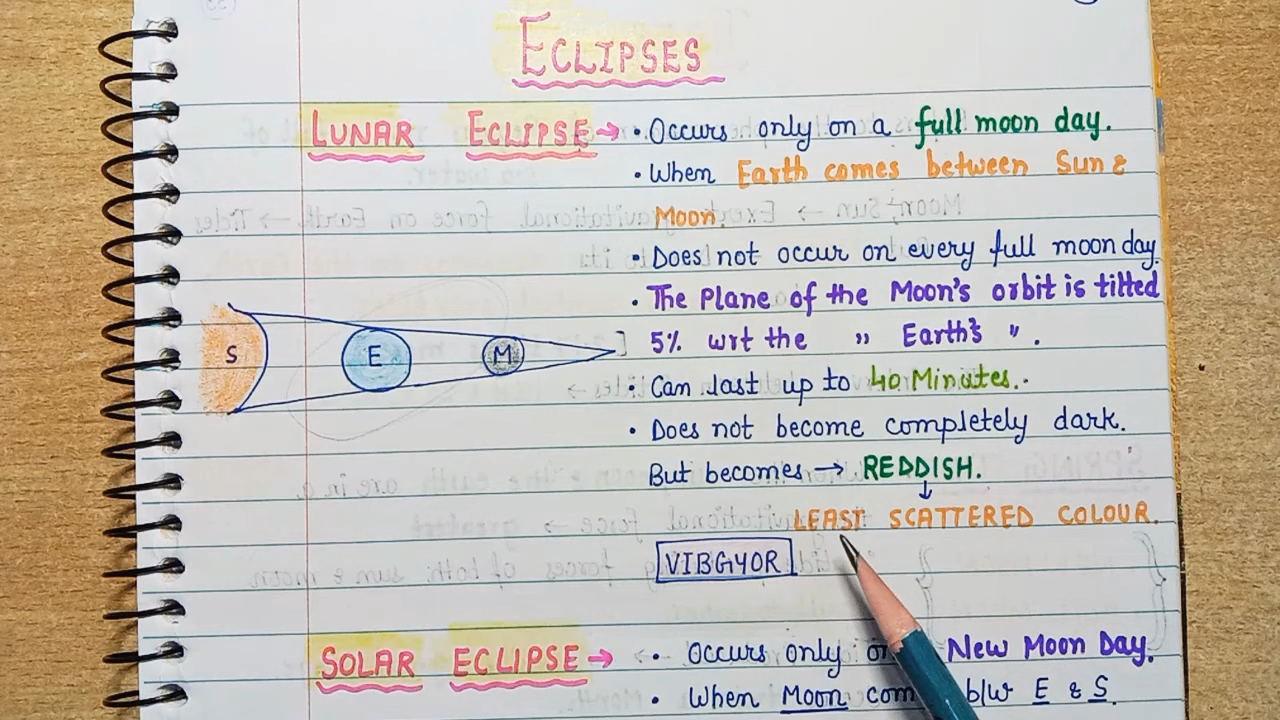 ECLIPSES
LUNAR ECLIPSE → • Occurs only on a full moon day.
• When Earth comes between Sun &
Moon.
• Does not occur on every full moon day.
• The Plane of the Moon's orbit is tilted
5% wrt the " Earth's " .
S E M
• Can last up to 40 Minutes.
• Does not become completely dark.
But becomes → REDDISH.
↓
LEAST SCATTERED COLOUR.
VIBGYOR
SOLAR ECLIPSE → • Occurs only on New Moon Day.
• When Moon b/w E & S.